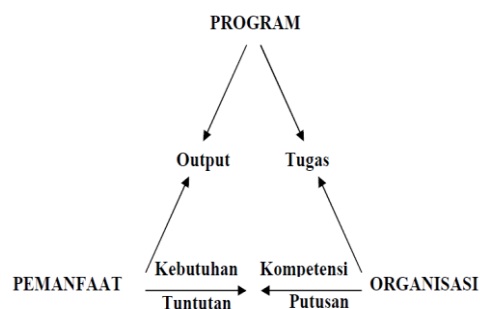 PROGRAM
Output Tugas
Kebutuhan Kompetensi
PEMANFAAT ORGANISASI
Tuntutan Putusan